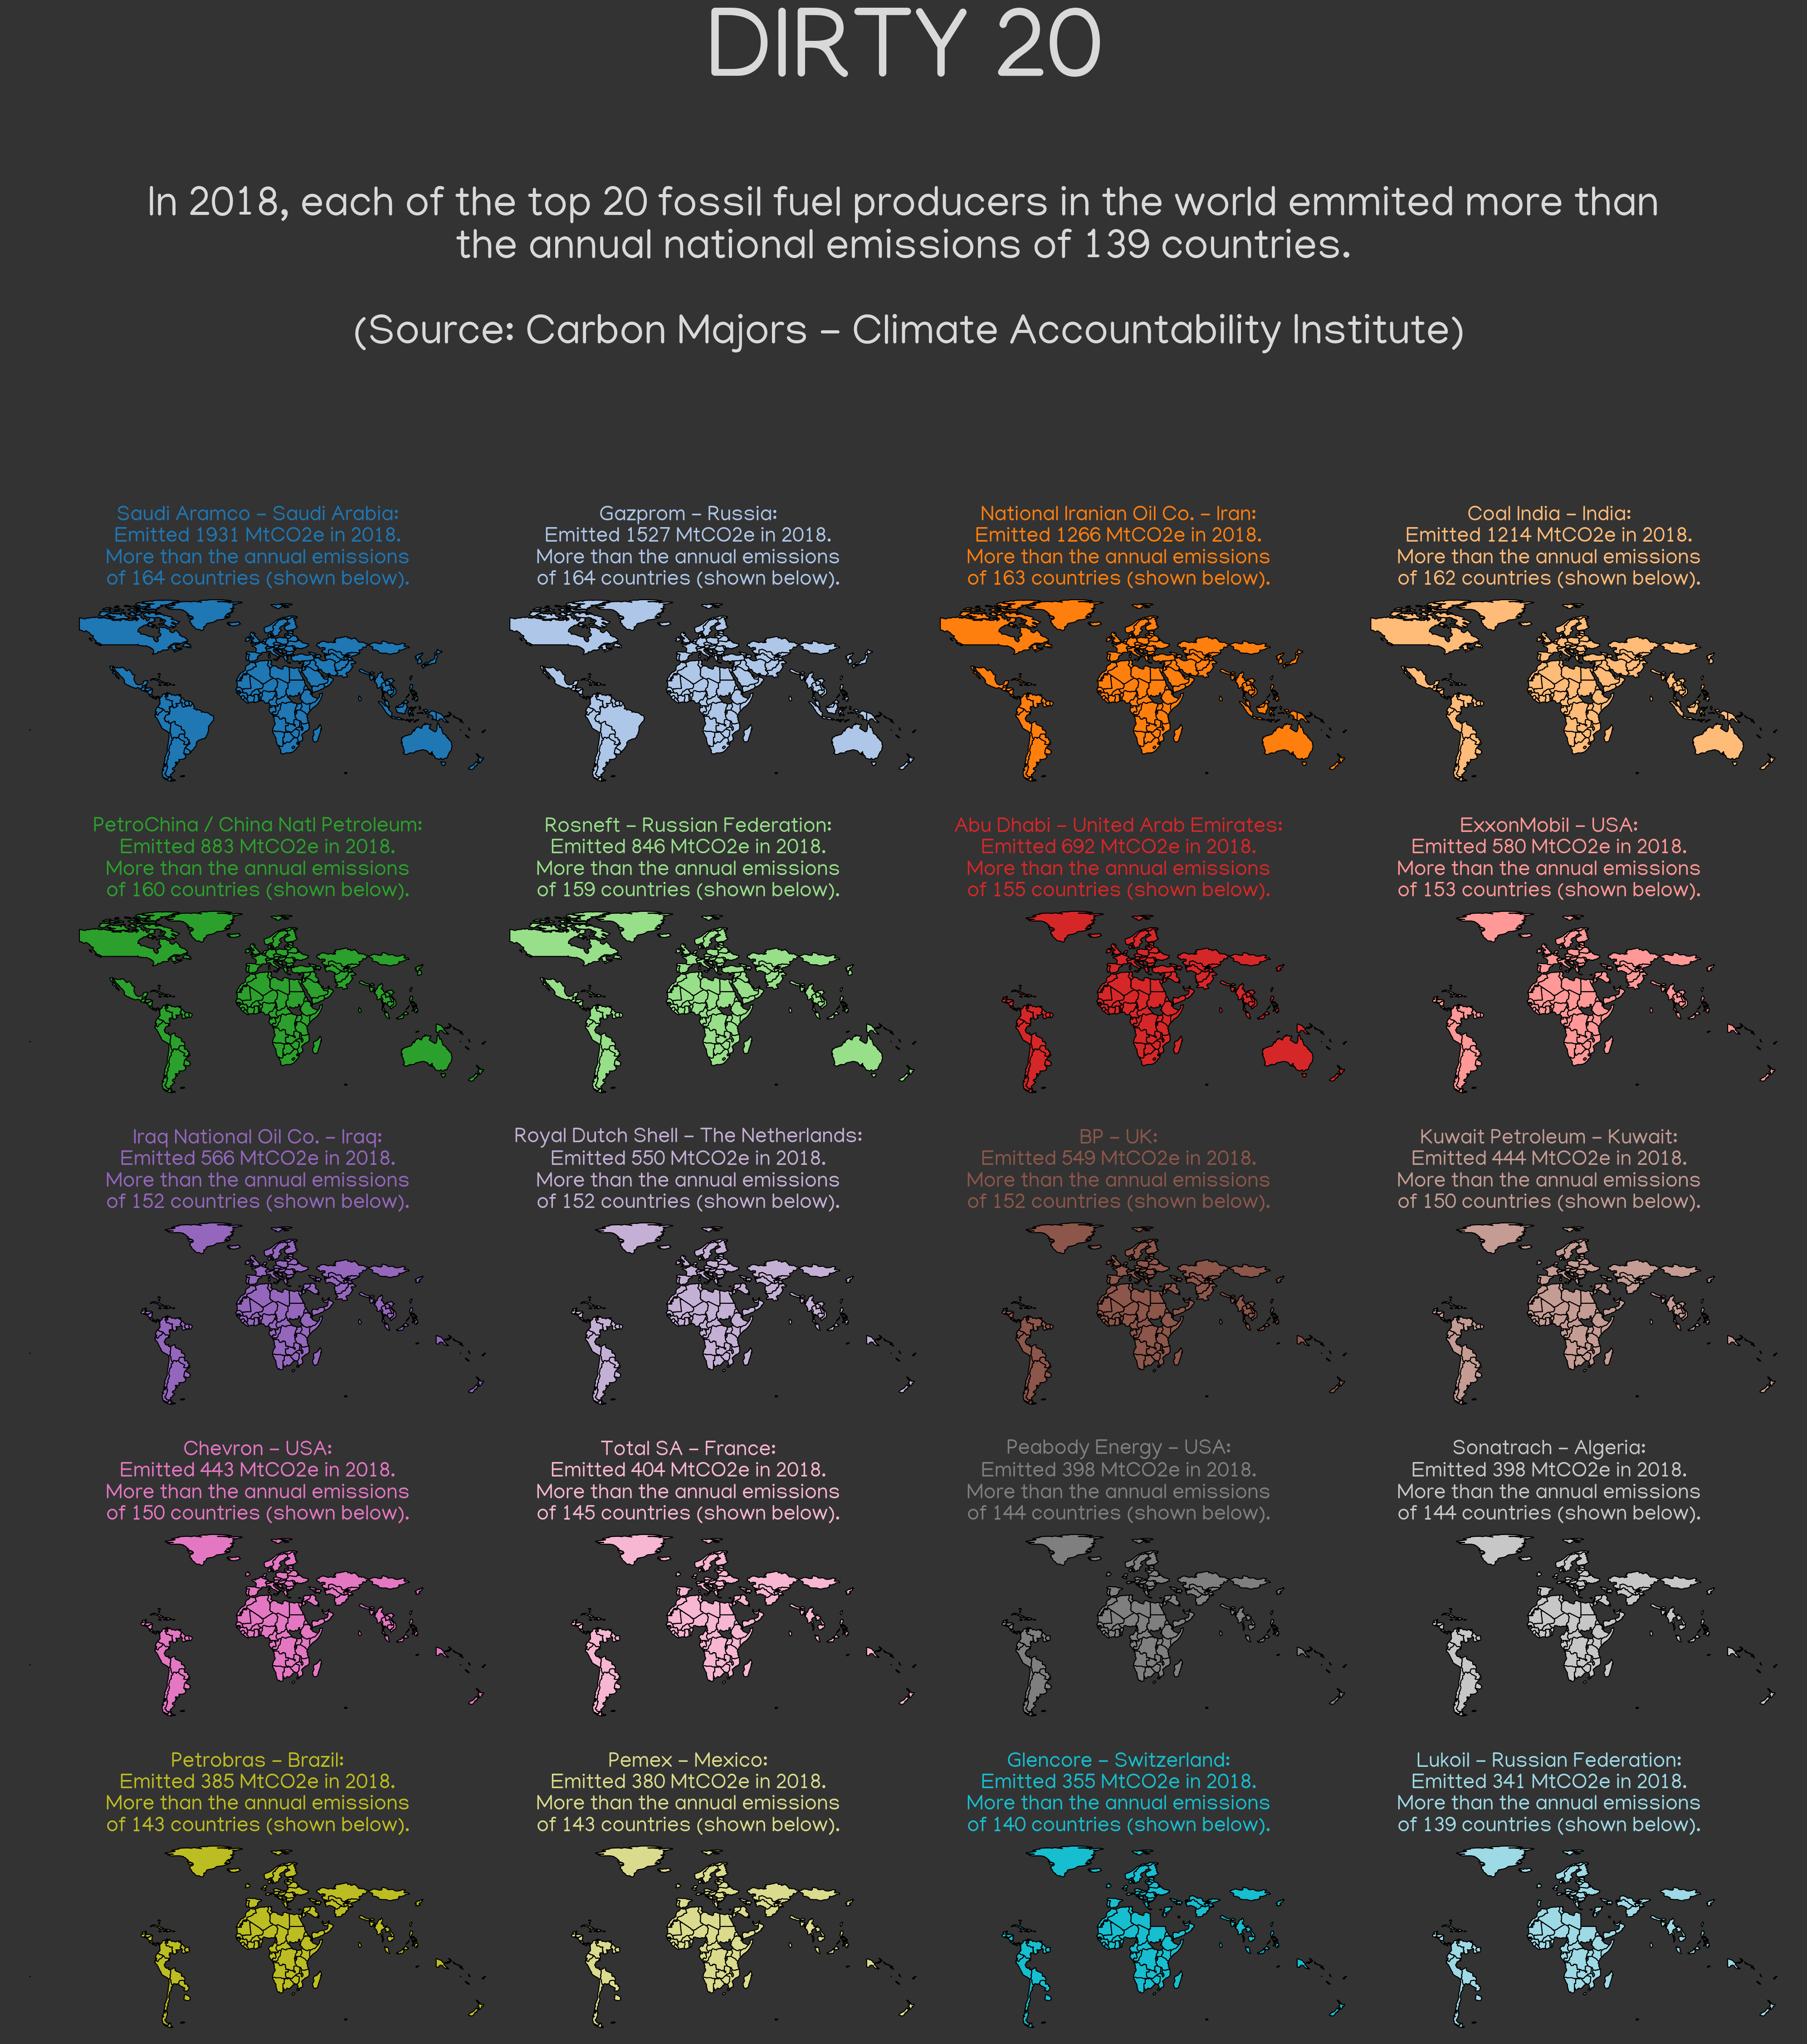 DIRTY 20
In 2018, each of the top 20 fossil fuel producers in the world emmited more than
the annual national emissions of 139 countries.
(Source: Carbon Majors – Climate Accountability Institute)
Saudi Aramco – Saudi Arabia:
Emitted 1931 MtCO2e in 2018.
More than the annual emissions
of 164 countries (shown below).
Gazprom – Russia:
Emitted 1527 MtCO2e in 2018.
More than the annual emissions
of 164 countries (shown below).
National Iranian Oil Co. – Iran:
Emitted 1266 MtCO2e in 2018.
More than the annual emissions
of 163 countries (shown below).
Coal India – India:
Emitted 1214 MtCO2e in 2018.
More than the annual emissions
of 162 countries (shown below).
PetroChina / China Natl Petroleum:
Emitted 883 MtCO2e in 2018.
More than the annual emissions
of 160 countries (shown below).
Rosneft – Russian Federation:
Emitted 846 MtCO2e in 2018.
More than the annual emissions
of 159 countries (shown below).
Abu Dhabi – United Arab Emirates:
Emitted 692 MtCO2e in 2018.
More than the annual emissions
of 155 countries (shown below).
ExxonMobil – USA:
Emitted 580 MtCO2e in 2018.
More than the annual emissions
of 153 countries (shown below).
Iraq National Oil Co. – Iraq:
Emitted 566 MtCO2e in 2018.
More than the annual emissions
of 152 countries (shown below).
Royal Dutch Shell – The Netherlands:
Emitted 550 MtCO2e in 2018.
More than the annual emissions
of 152 countries (shown below).
BP – UK:
Emitted 549 MtCO2e in 2018.
More than the annual emissions
of 152 countries (shown below).
Kuwait Petroleum – Kuwait:
Emitted 444 MtCO2e in 2018.
More than the annual emissions
of 150 countries (shown below).
Chevron – USA:
Emitted 443 MtCO2e in 2018.
More than the annual emissions
of 150 countries (shown below).
Total SA – France:
Emitted 404 MtCO2e in 2018.
More than the annual emissions
of 145 countries (shown below).
Peabody Energy – USA:
Emitted 398 MtCO2e in 2018.
More than the annual emissions
of 144 countries (shown below).
Sonatrach – Algeria:
Emitted 398 MtCO2e in 2018.
More than the annual emissions
of 144 countries (shown below).
Petrobras – Brazil:
Emitted 385 MtCO2e in 2018.
More than the annual emissions
of 143 countries (shown below).
Pemex – Mexico:
Emitted 380 MtCO2e in 2018.
More than the annual emissions
of 143 countries (shown below).
Glencore – Switzerland:
Emitted 355 MtCO2e in 2018.
More than the annual emissions
of 140 countries (shown below).
Lukoil – Russian Federation:
Emitted 341 MtCO2e in 2018.
More than the annual emissions
of 139 countries (shown below).